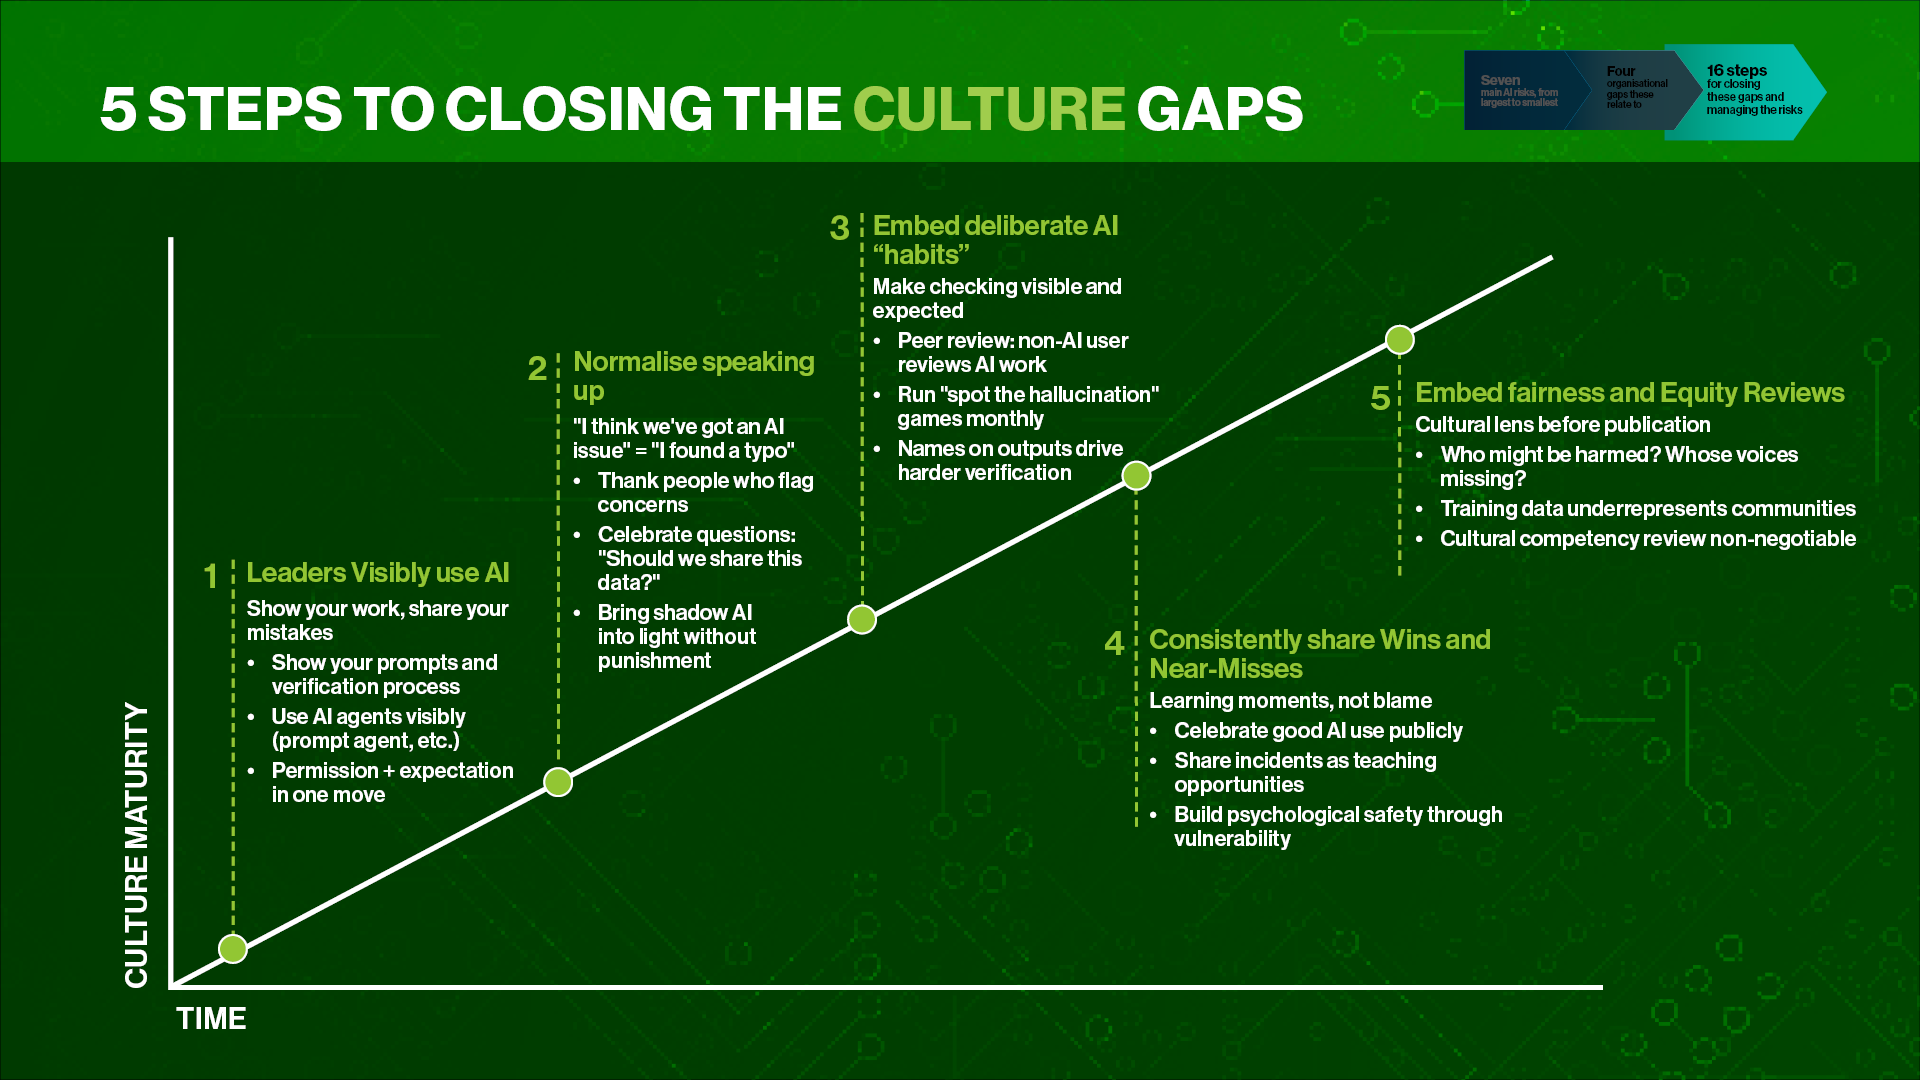 5 STEPS TO CLOSING THE CULTURE GAPS
Seven
main AI risks, from
largest to smallest
Four
organisational
gaps these
relate to
16 steps
for closing
these gaps and
managing the risks
CULTURE MATURITY
TIME
1
Leaders Visibly use AI
Show your work, share your
mistakes
• Show your prompts and
verification process
• Use AI agents visibly
(prompt agent, etc.)
• Permission + expectation
in one move
2
Normalise speaking
up
"I think we've got an AI
issue" = "I found a typo"
• Thank people who flag
concerns
• Celebrate questions:
"Should we share this
data?"
• Bring shadow AI
into light without
punishment
3
Embed deliberate AI
“habits”
Make checking visible and
expected
• Peer review: non-AI user
reviews AI work
• Run "spot the hallucination"
games monthly
• Names on outputs drive
harder verification
4
Consistently share Wins and
Near-Misses
Learning moments, not blame
• Celebrate good AI use publicly
• Share incidents as teaching
opportunities
• Build psychological safety through
vulnerability
5
Embed fairness and Equity Reviews
Cultural lens before publication
• Who might be harmed? Whose voices
missing?
• Training data underrepresents communities
• Cultural competency review non-negotiable